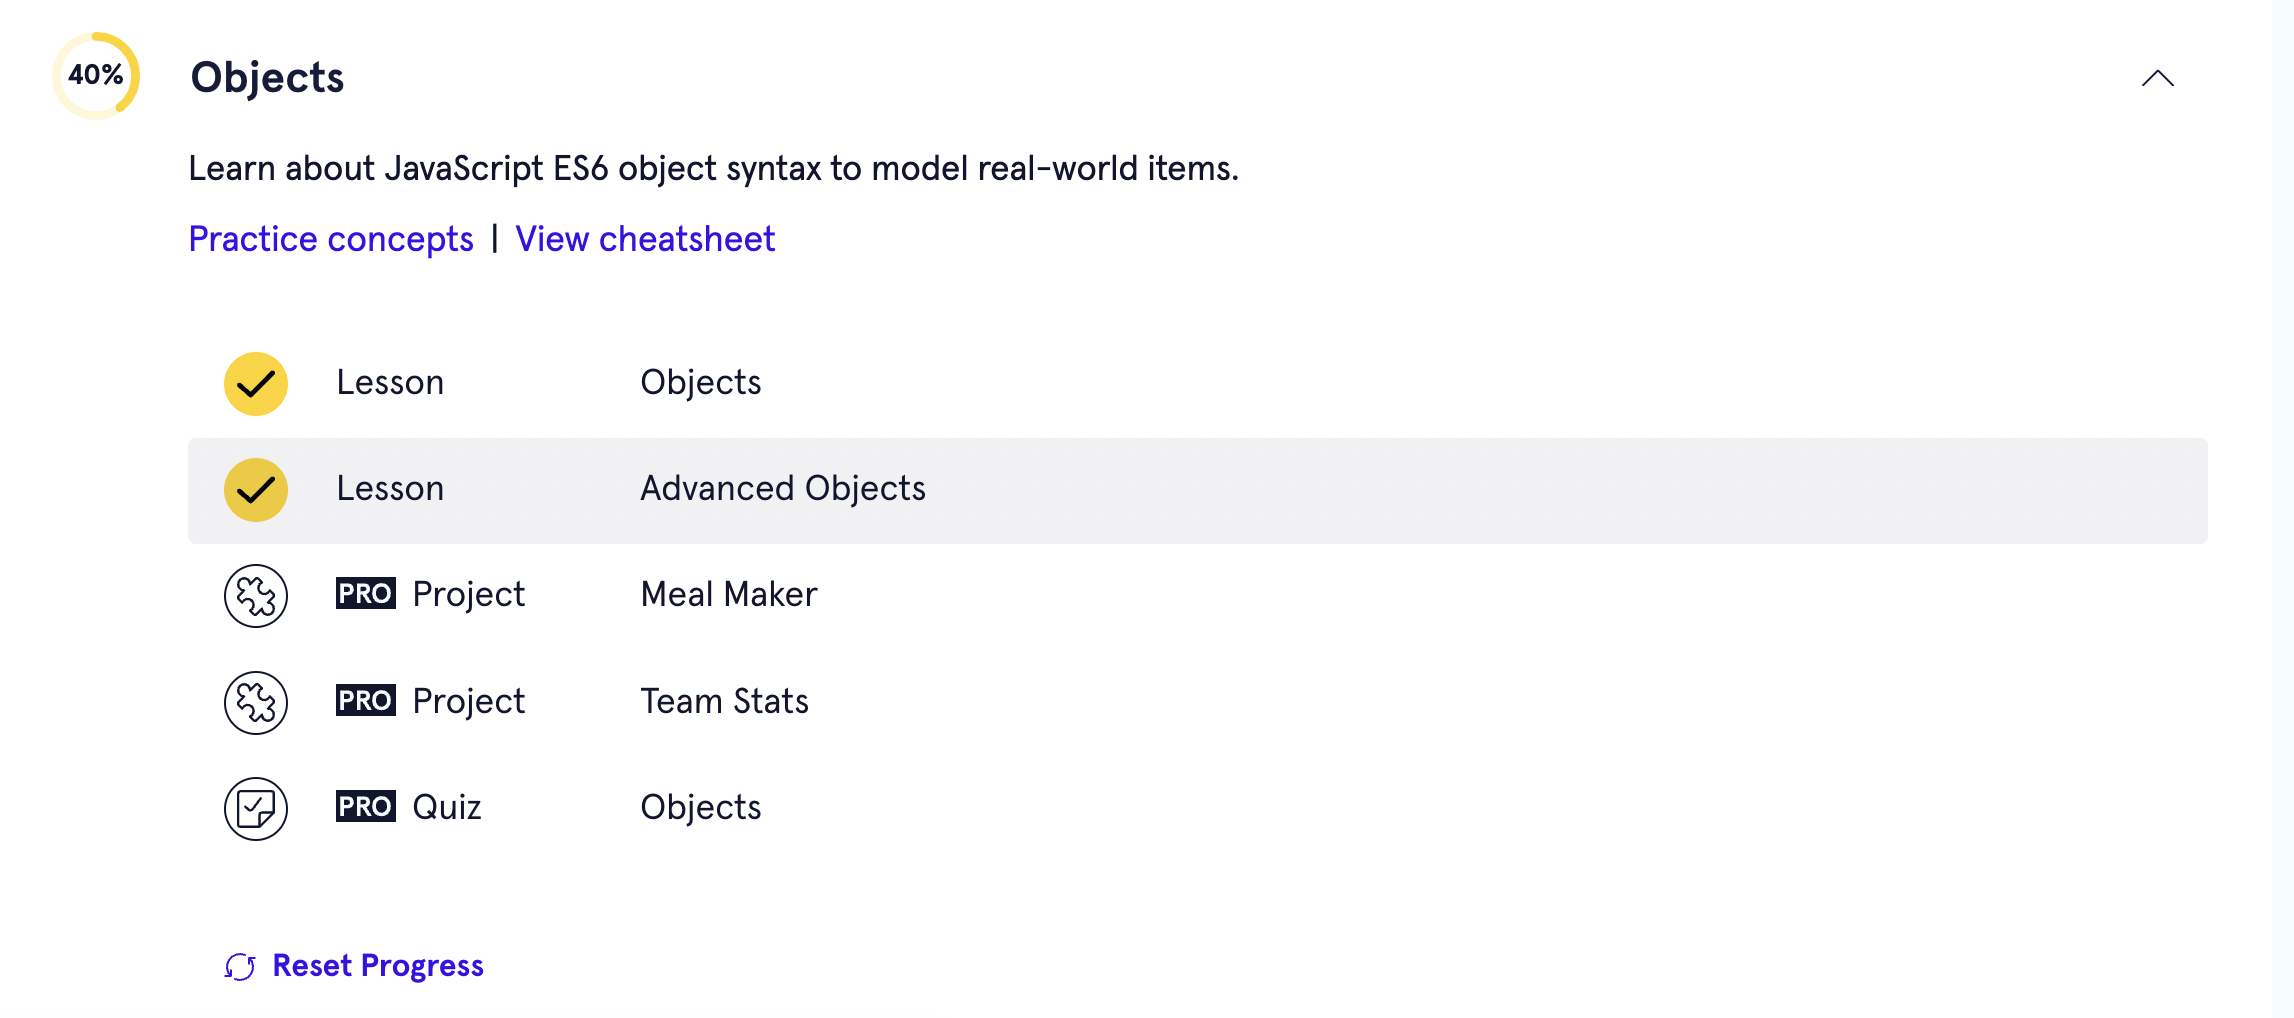 40% Objects
Learn about JavaScript ES6 object syntax to model real-world items.
Practice concepts | View cheatsheet
Lesson Objects
Lesson Advanced Objects
PRO Project Meal Maker
PRO Project Team Stats
PRO Quiz Objects
Reset Progress